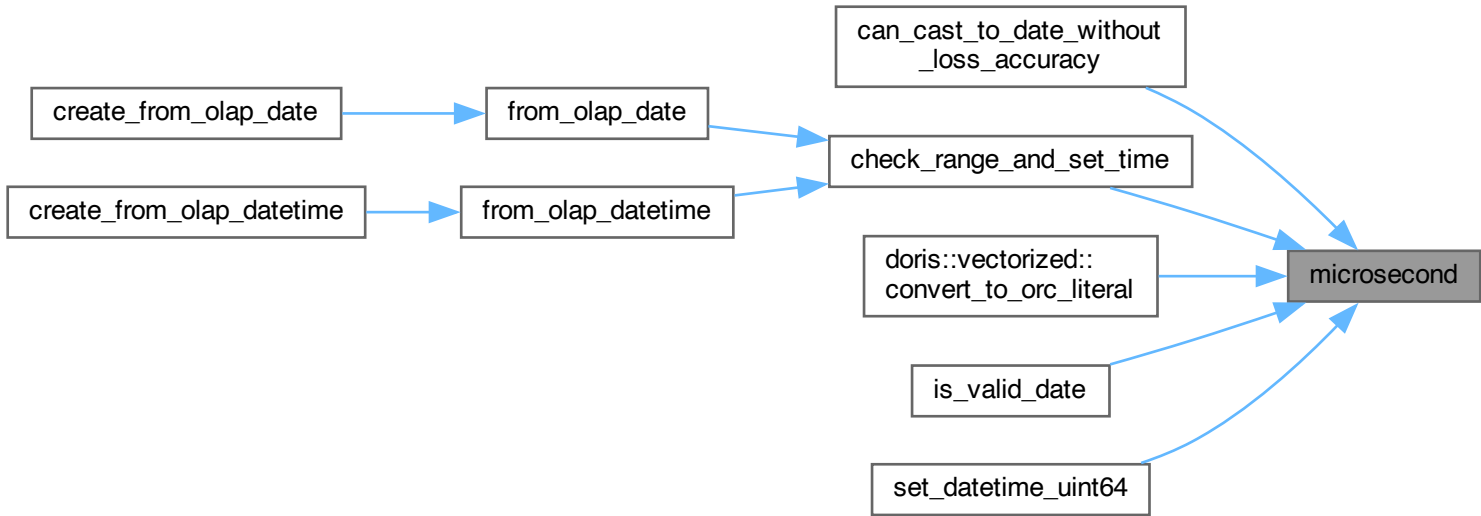 can_cast_to_date_without
_loss_accuracy
create_from_olap_date
from_olap_date
check_range_and_set_time
create_from_olap_datetime
from_olap_datetime
doris::vectorized::
convert_to_orc_literal
microsecond
is_valid_date
set_datetime_uint64